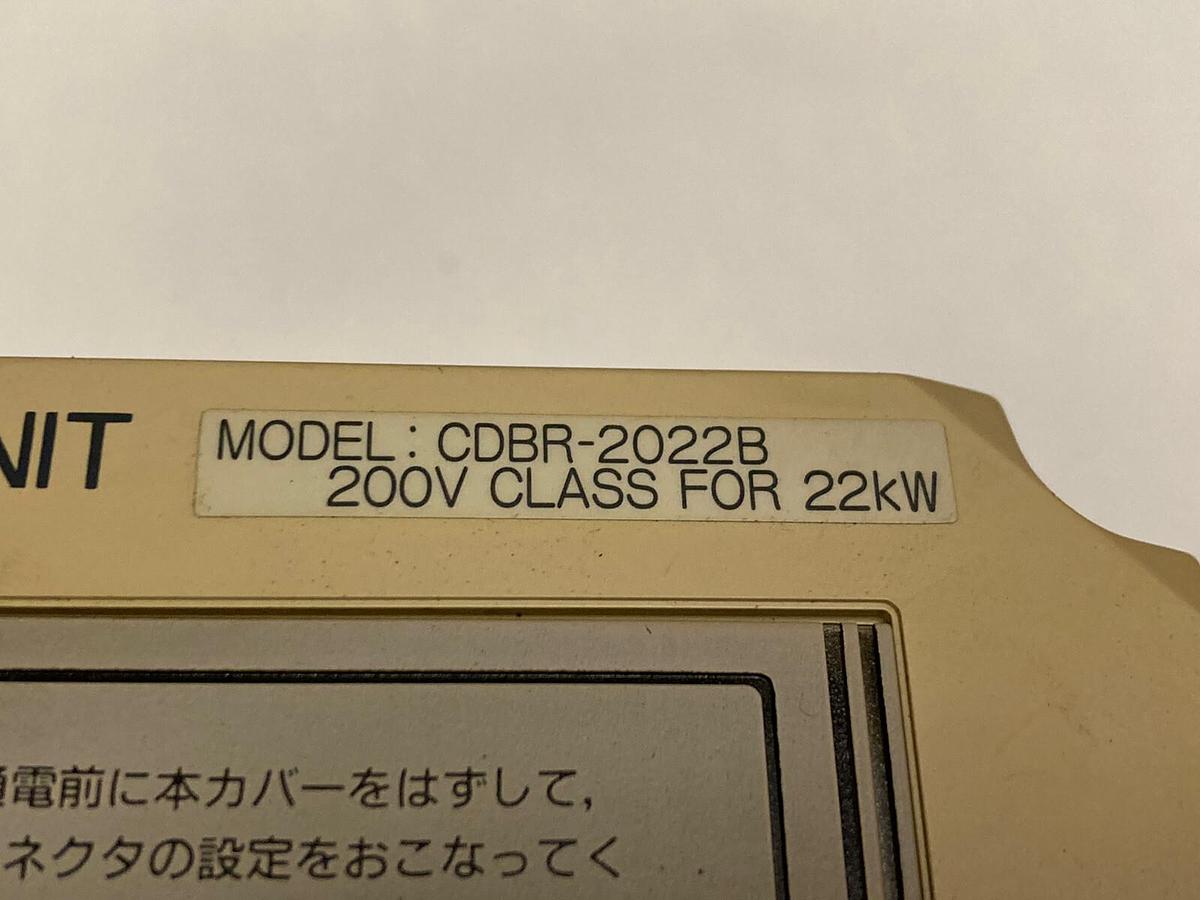 MODEL: CDBR-2022B
200V CLASS FOR 22kW
電前に本カバーをはずして,
ネクタの設定をおこなってく